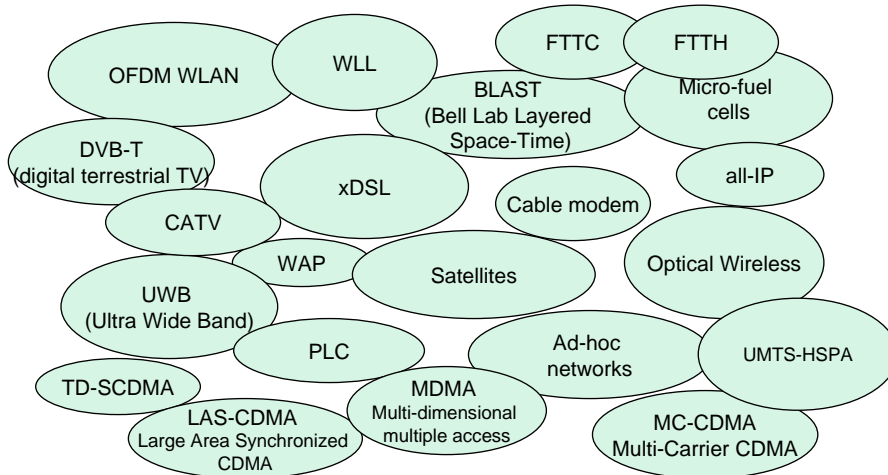 FTTC
FTTH
OFDM WLAN
WLL
BLAST
(Bell Lab Layered
Space-Time)
Micro-fuel
cells
DVB-T
(digital terrestrial TV)
xDSL
all-IP
Cable modem
CATV
WAP
Satellites
Optical Wireless
UWB
(Ultra Wide Band)
PLC
Ad-hoc
networks
UMTS-HSPA
TD-SCDMA
MDMA
Multi-dimensional
multiple access
LAS-CDMA
Large Area Synchronized
CDMA
MC-CDMA
Multi-Carrier CDMA